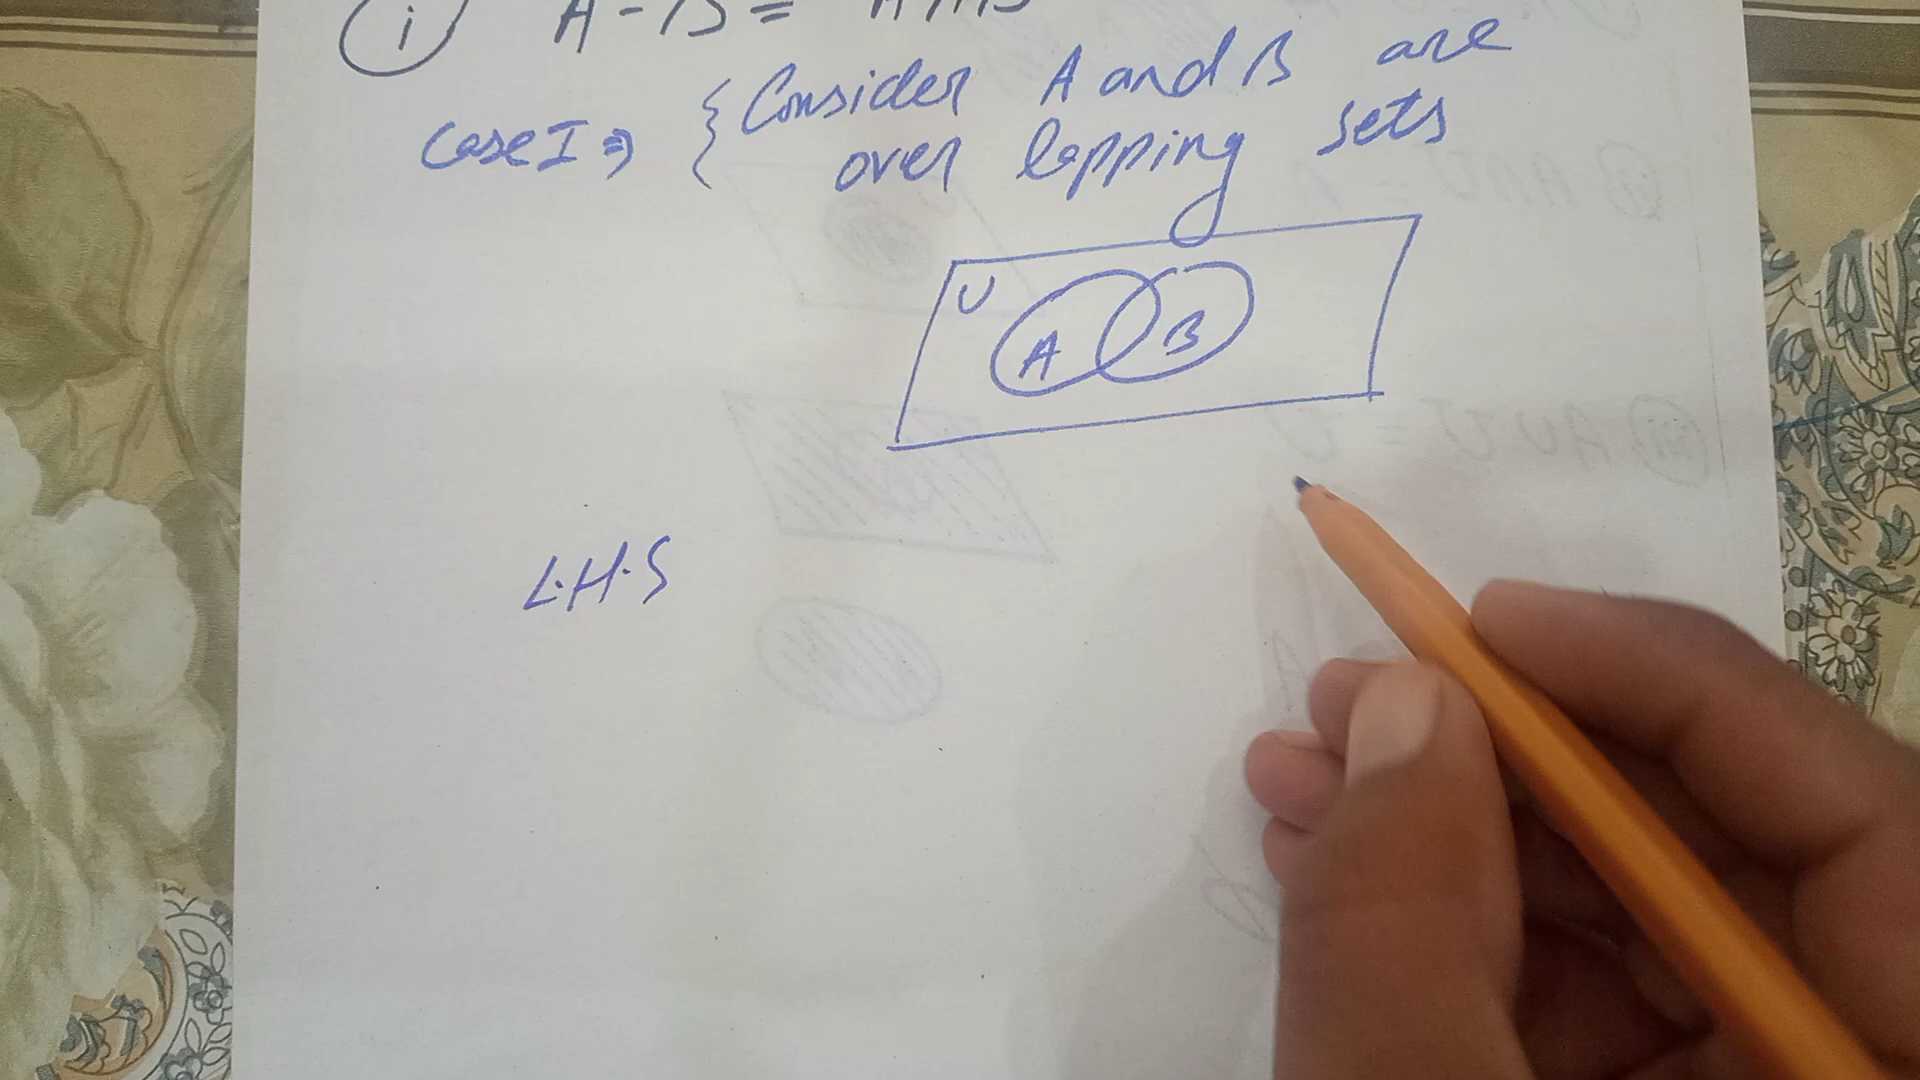 i A - B =
Case I ⇒ { Consider A and B are
over lapping sets
U
A B
L.H.S